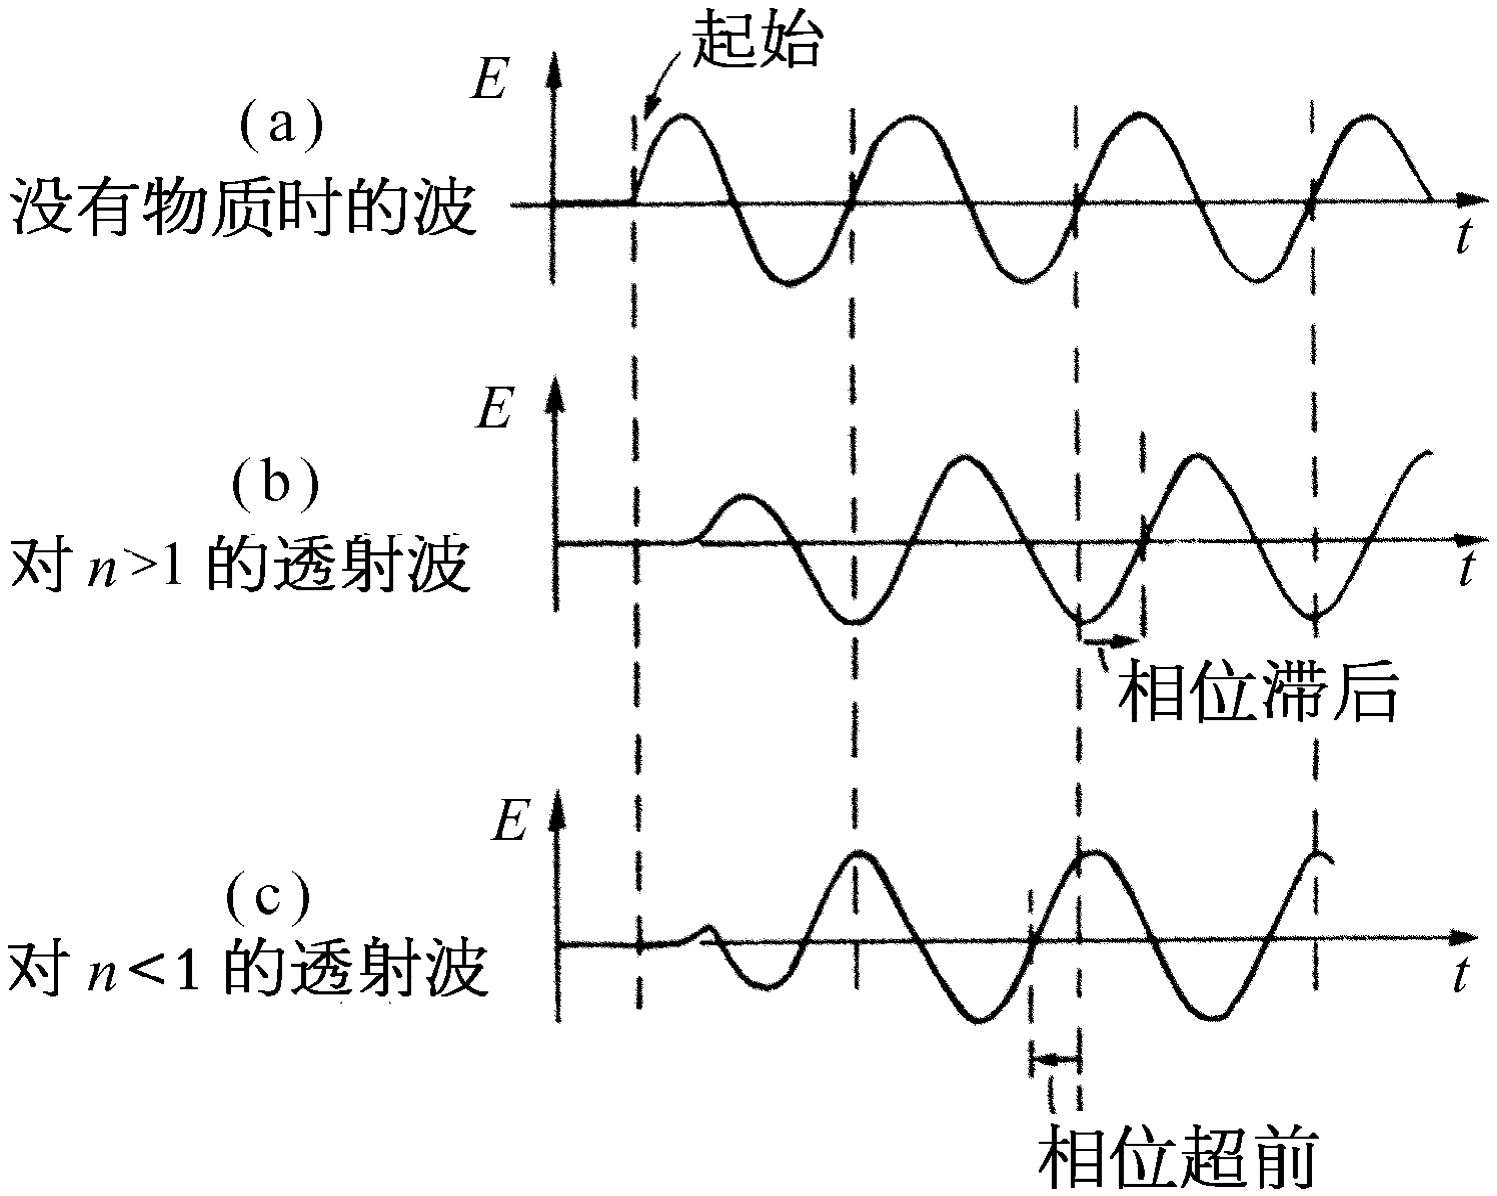 起始
E
(a)
没有物质时的波
t
E
(b)
对 n>1 的透射波
t
相位滞后
E
(c)
对 n<1 的透射波
t
相位超前